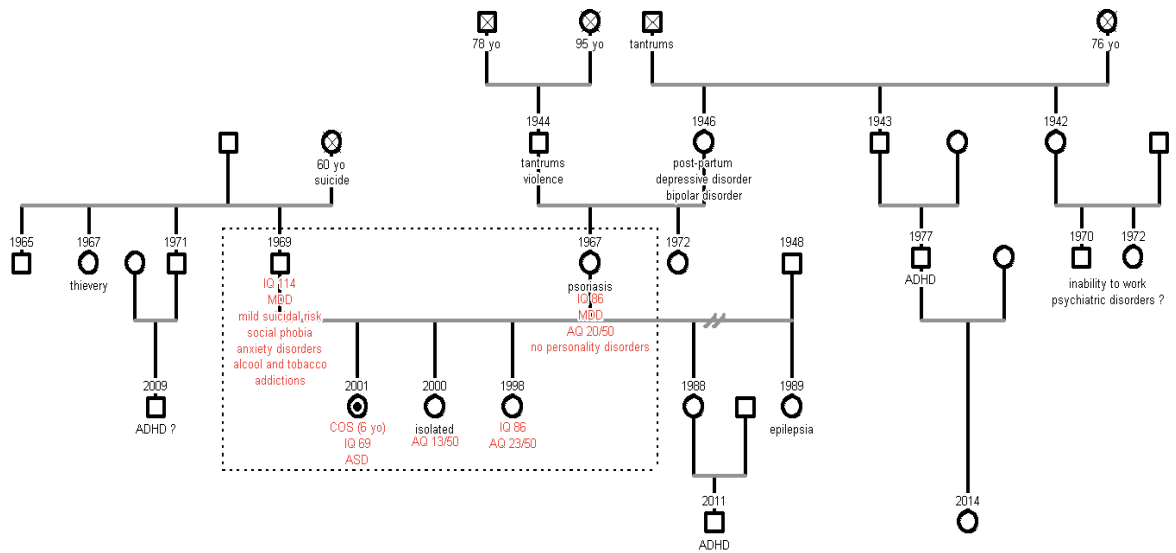 78 yo
95 yo
tantrums
76 yo
1944
1946
1943
1942
60 yo
suicide
tantrums
violence
post-partum
depressive disorder
bipolar disorder
1965
1967
1971
1969
1967
1972
1948
1977
1970
1972
thievery
IQ 114
MDD
mild suicidal risk
social phobia
anxiety disorders
alcool and tobacco
addictions
psoriasis
IQ 86
MDD
AQ 20/50
no personality disorders
ADHD
inability to work
psychiatric disorders ?
2009
ADHD ?
2001
COS (6 yo)
IQ 69
ASD
2000
isolated
AQ 13/50
1998
IQ 86
AQ 23/50
1988
1989
epilepsia
2011
ADHD
2014